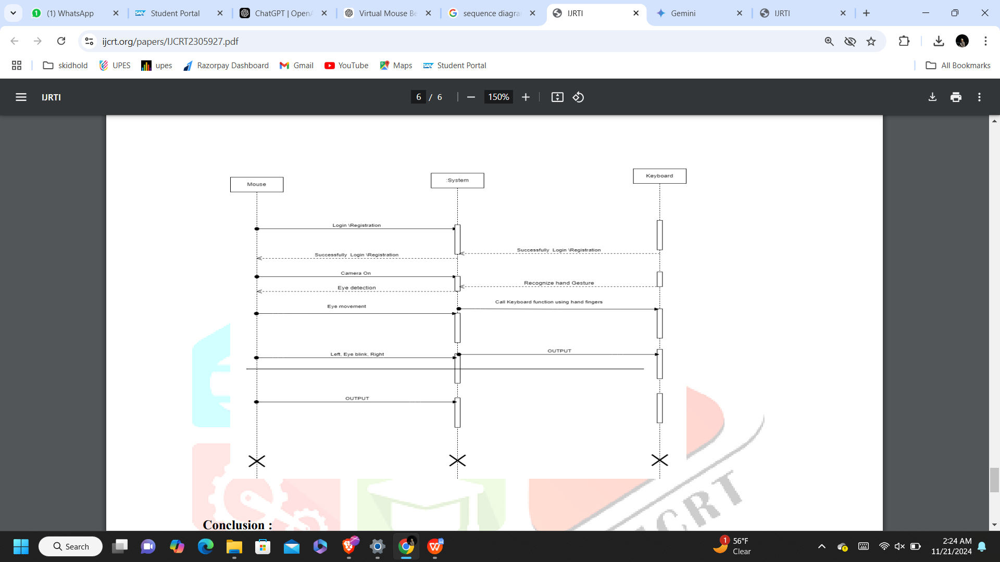 (1) WhatsApp
Student Portal
ChatGPT | OpenA
Virtual Mouse Be
sequence diagra
IJRTI
Gemini
IJRTI
ijcrt.org/papers/IJCRT2305927.pdf
skidhold
UPES
upes
Razorpay Dashboard
Gmail
YouTube
Maps
Student Portal
All Bookmarks
IJRTI
6 / 6
150%
Mouse
:System
Keyboard
Login \Registration
Successfully Login \Registration
Successfully Login \Registration
Camera On
Recognize hand Gesture
Eye detection
Call Keyboard function using hand fingers
Eye movement
OUTPUT
Left, Eye blink, Right
OUTPUT
Conclusion :
CRT
Search
1
56°F
Clear
2:24 AM
11/21/2024